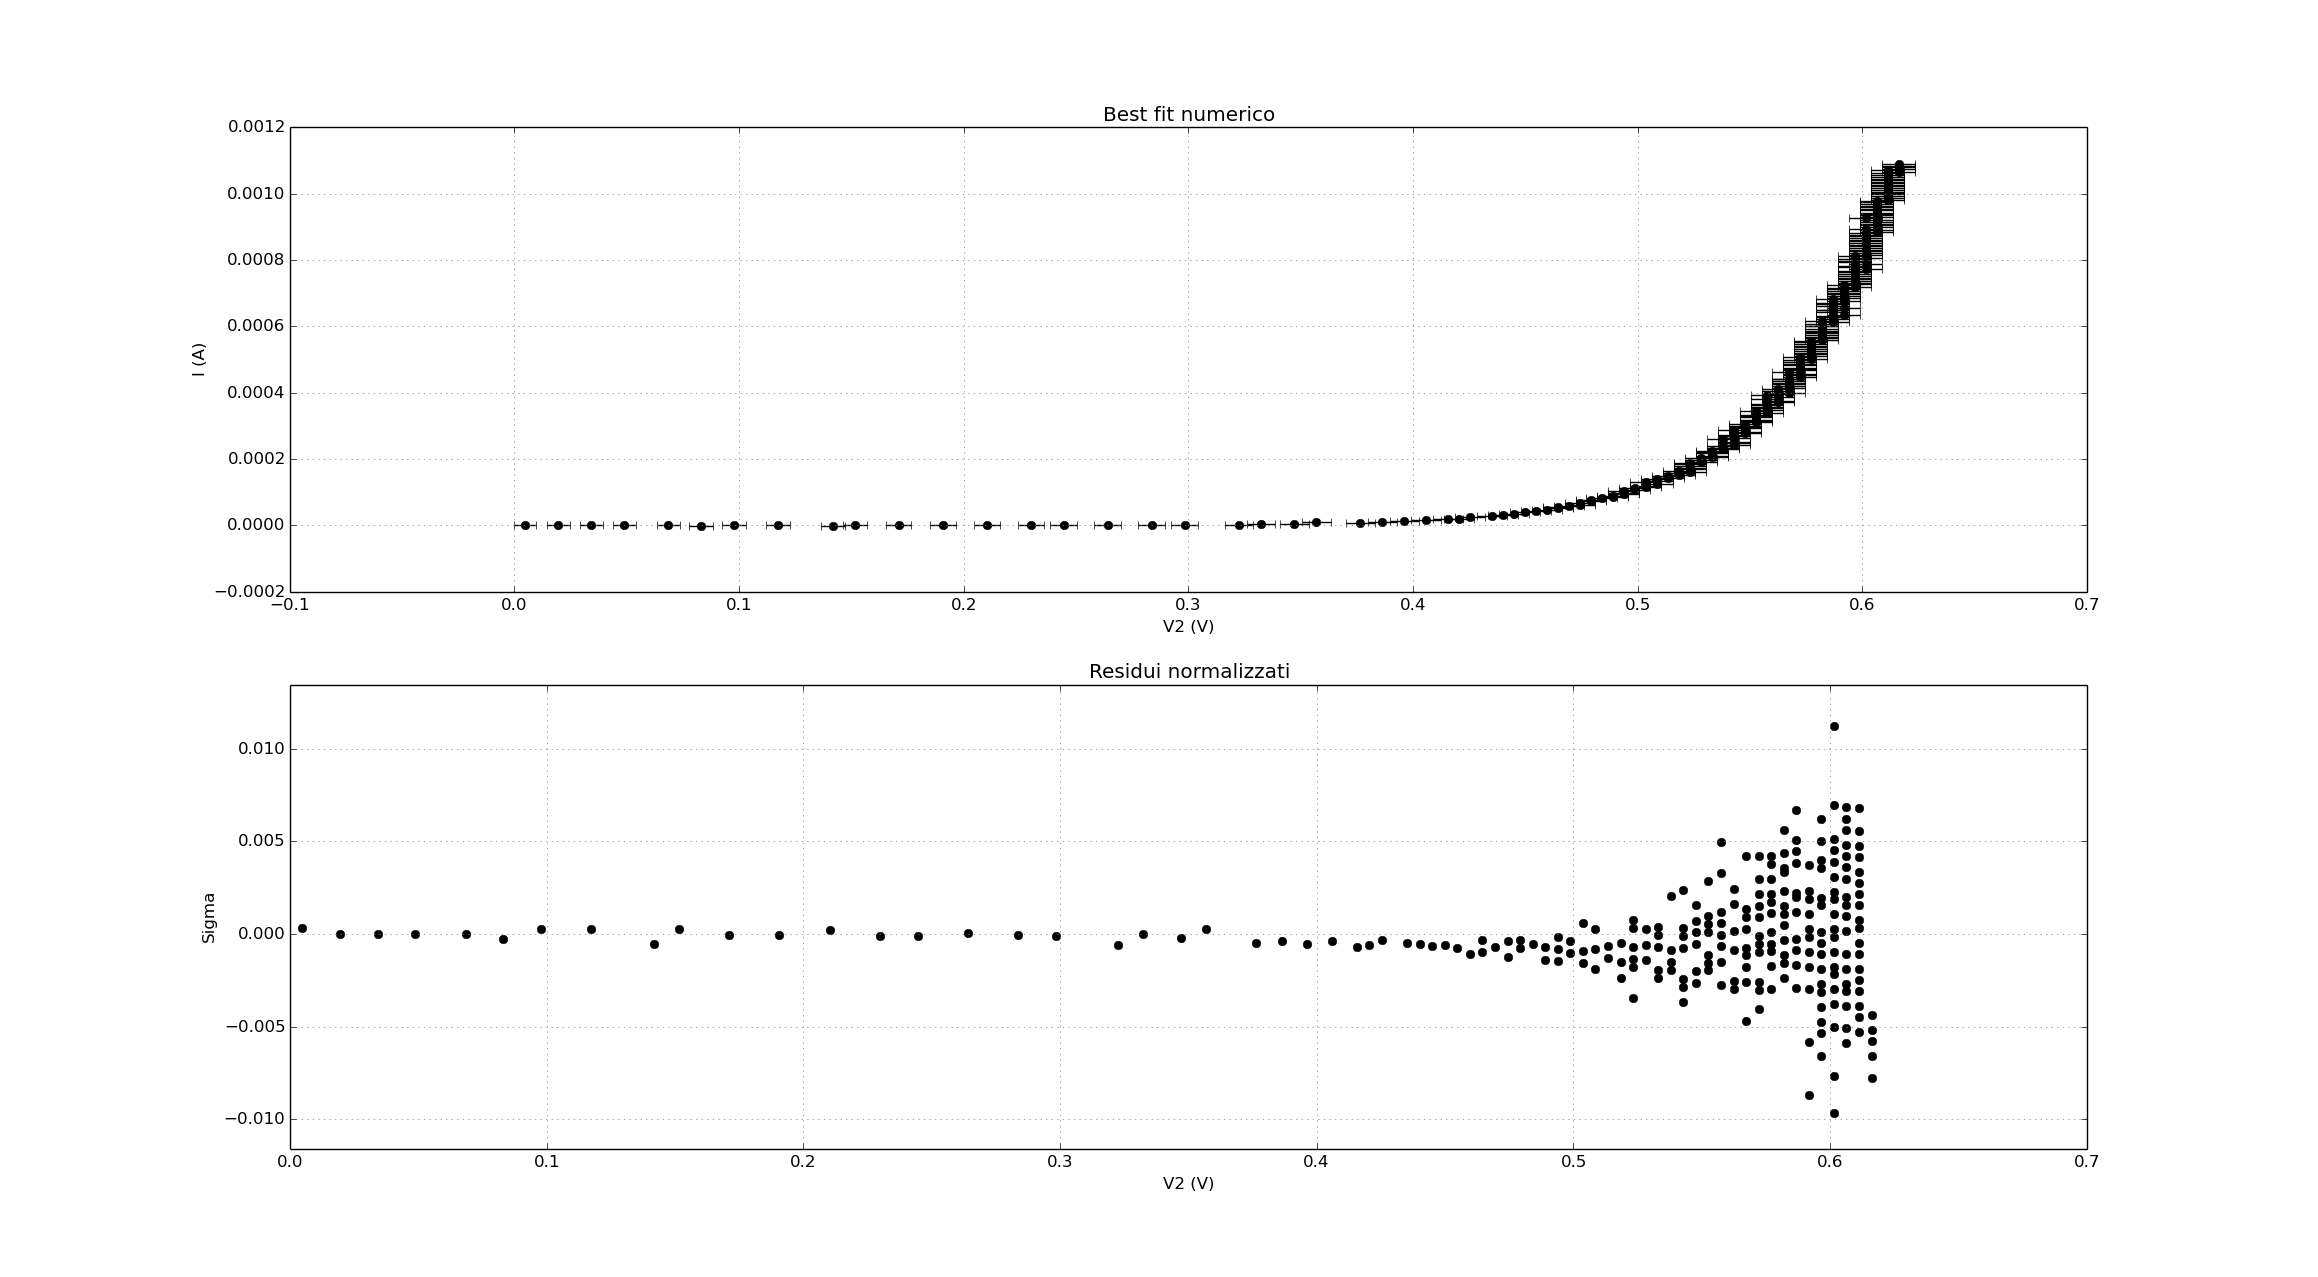 Best fit numerico
0.0012
0.0010
0.0008
0.0006
0.0004
0.0002
0.0000
−0.0002
I (A)
−0.1 0.0 0.1 0.2 0.3 0.4 0.5 0.6 0.7
V2 (V)
Residui normalizzati
0.010
0.005
0.000
−0.005
−0.010
Sigma
0.0 0.1 0.2 0.3 0.4 0.5 0.6 0.7
V2 (V)